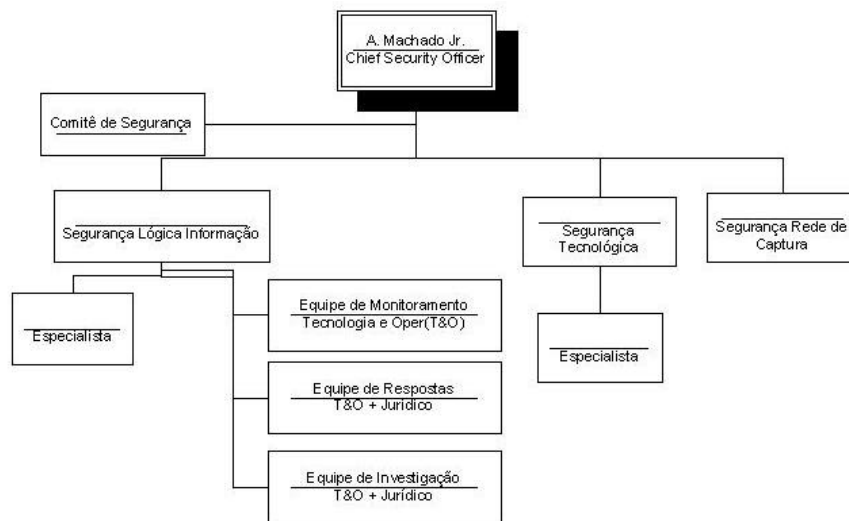 A. Machado Jr.
Chief Security Officer
Comitê de Segurança
Segurança Lógica Informação
Segurança
Tecnológica
Segurança Rede de
Captura
Especialista
Equipe de Monitoramento
Tecnologia e Oper(T&O)
Especialista
Equipe de Respostas
T&O + Jurídico
Equipe de Investigação
T&O + Jurídico